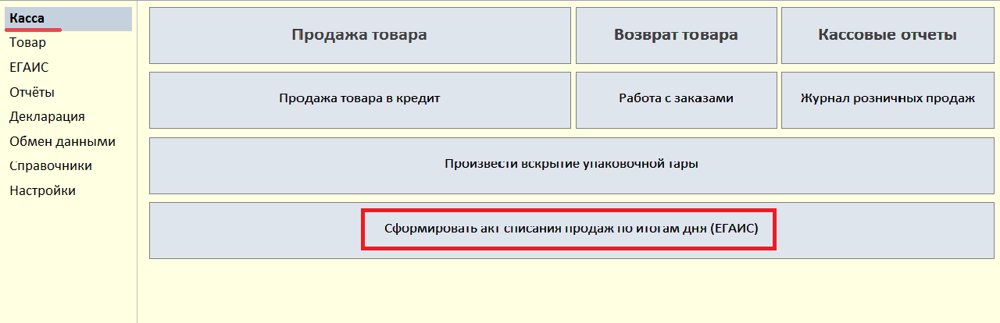 Касса
Товар
ЕГАИС
Отчёты
Декларация
Обмен данными
Справочники
Настройки
Продажа товара
Возврат товара
Кассовые отчеты
Продажа товара в кредит
Работа с заказами
Журнал розничных продаж
Произвести вскрытие упаковочной тары
Сформировать акт списания продаж по итогам дня (ЕГАИС)